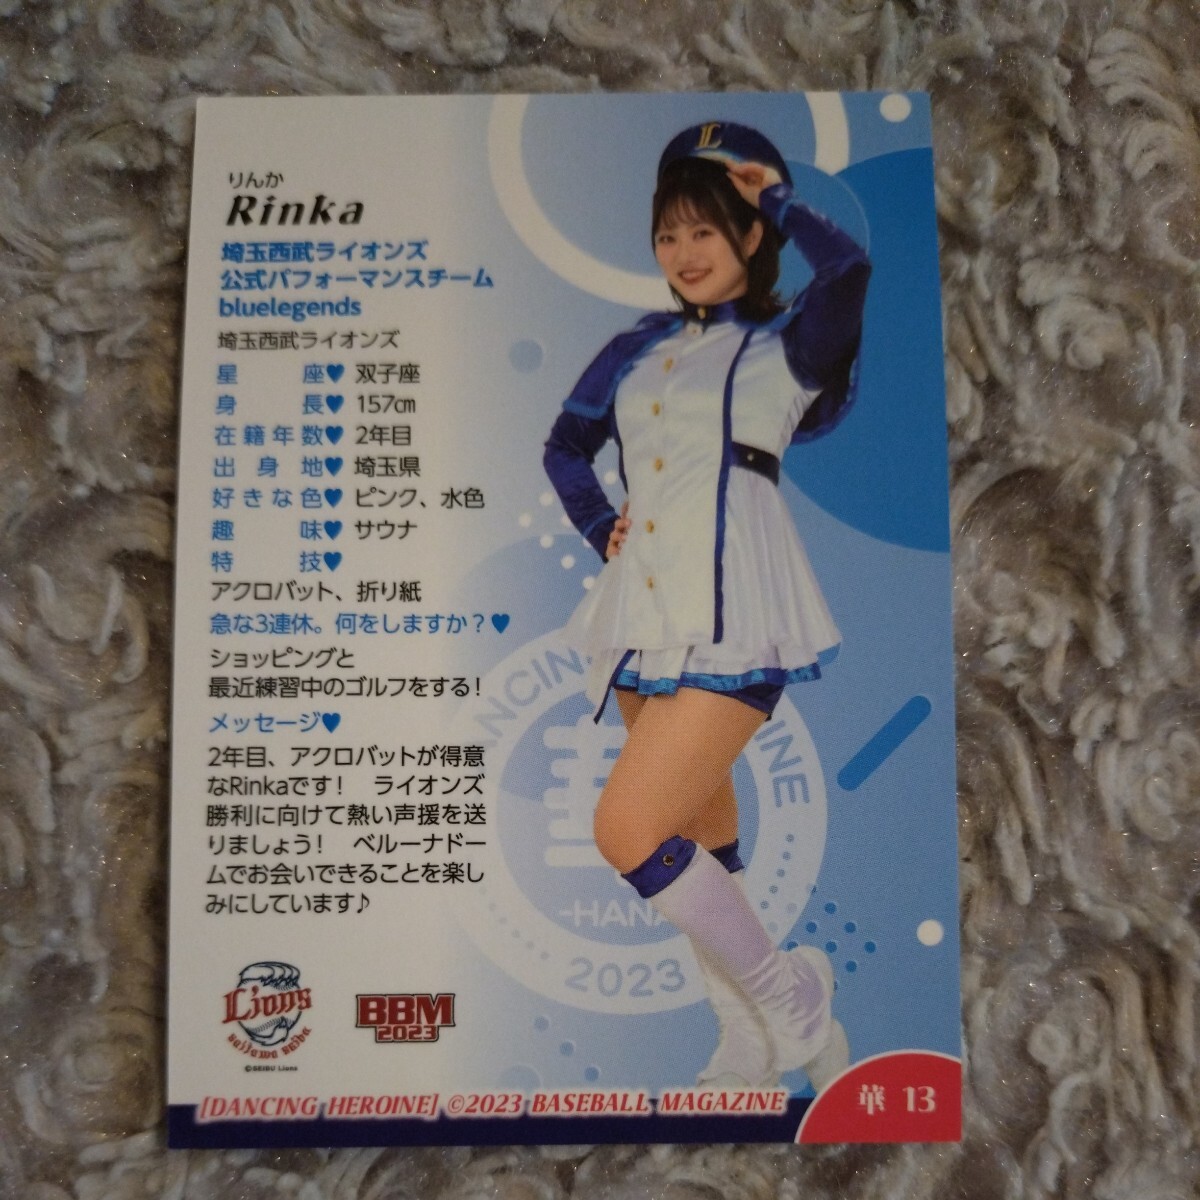 りんか
Rinka
埼玉西武ライオンズ
公式パフォーマンスチーム
bluelegends
埼玉西武ライオンズ
星座♥ 双子座
身長♥ 157㎝
在籍年数♥ 2年目
出身地♥ 埼玉県
好きな色♥ ピンク、水色
趣味♥ サウナ
特技♥
アクロバット、折り紙
急な3連休。何をしますか？♥
ショッピングと
最近練習中のゴルフをする！
メッセージ♥
2年目、アクロバットが得意
なRinkaです！　ライオンズ
勝利に向けて熱い声援を送
りましょう！　ベルーナドー
ムでお会いできることを楽し
みにしています♪
L
-HANA
2023
Lions
saitama seibu
©SEIBU Lions
BBM
2023
[DANCING HEROINE] ©2023 BASEBALL MAGAZINE
華 13